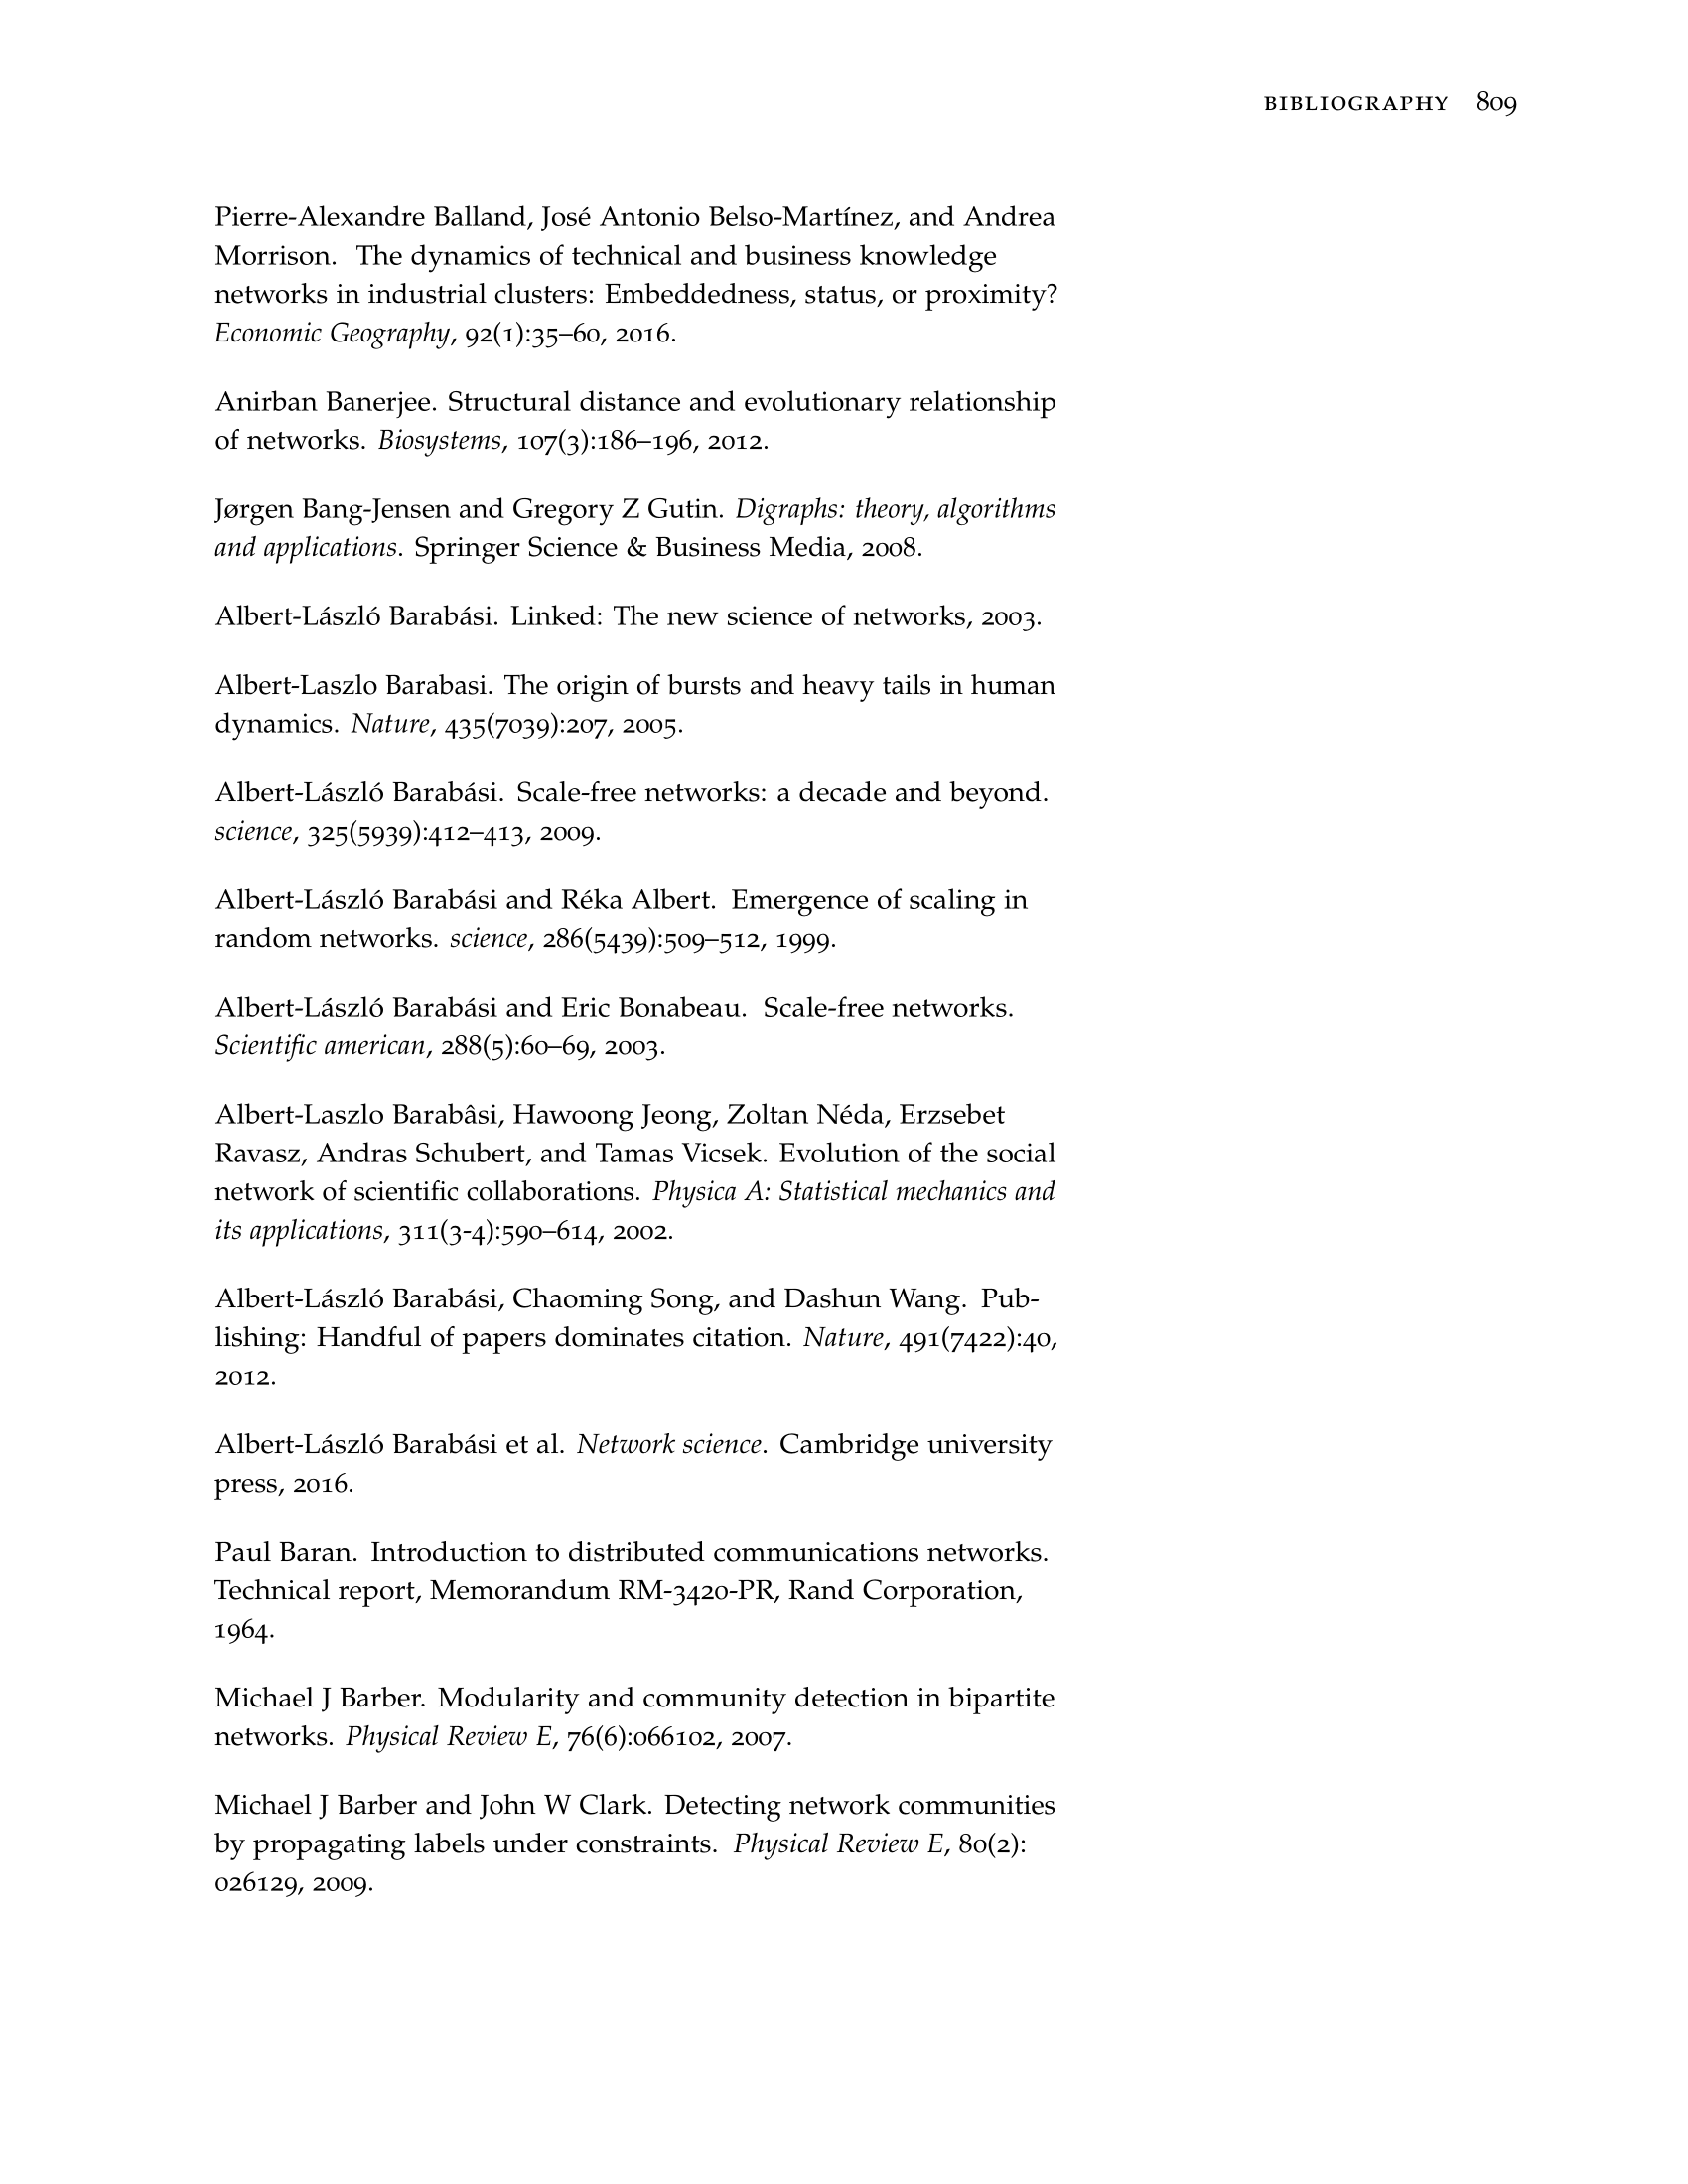 BIBLIOGRAPHY 809
Pierre-Alexandre Balland, José Antonio Belso-Martínez, and Andrea
Morrison. The dynamics of technical and business knowledge
networks in industrial clusters: Embeddedness, status, or proximity?
Economic Geography, 92(1):35–60, 2016.
Anirban Banerjee. Structural distance and evolutionary relationship
of networks. Biosystems, 107(3):186–196, 2012.
Jørgen Bang-Jensen and Gregory Z Gutin. Digraphs: theory, algorithms
and applications. Springer Science & Business Media, 2008.
Albert-László Barabási. Linked: The new science of networks, 2003.
Albert-Laszlo Barabasi. The origin of bursts and heavy tails in human
dynamics. Nature, 435(7039):207, 2005.
Albert-László Barabási. Scale-free networks: a decade and beyond.
science, 325(5939):412–413, 2009.
Albert-László Barabási and Réka Albert. Emergence of scaling in
random networks. science, 286(5439):509–512, 1999.
Albert-László Barabási and Eric Bonabeau. Scale-free networks.
Scientific american, 288(5):60–69, 2003.
Albert-Laszlo Barabâsi, Hawoong Jeong, Zoltan Néda, Erzsebet
Ravasz, Andras Schubert, and Tamas Vicsek. Evolution of the social
network of scientific collaborations. Physica A: Statistical mechanics and
its applications, 311(3-4):590–614, 2002.
Albert-László Barabási, Chaoming Song, and Dashun Wang. Pub-
lishing: Handful of papers dominates citation. Nature, 491(7422):40,
2012.
Albert-László Barabási et al. Network science. Cambridge university
press, 2016.
Paul Baran. Introduction to distributed communications networks.
Technical report, Memorandum RM-3420-PR, Rand Corporation,
1964.
Michael J Barber. Modularity and community detection in bipartite
networks. Physical Review E, 76(6):066102, 2007.
Michael J Barber and John W Clark. Detecting network communities
by propagating labels under constraints. Physical Review E, 80(2):
026129, 2009.